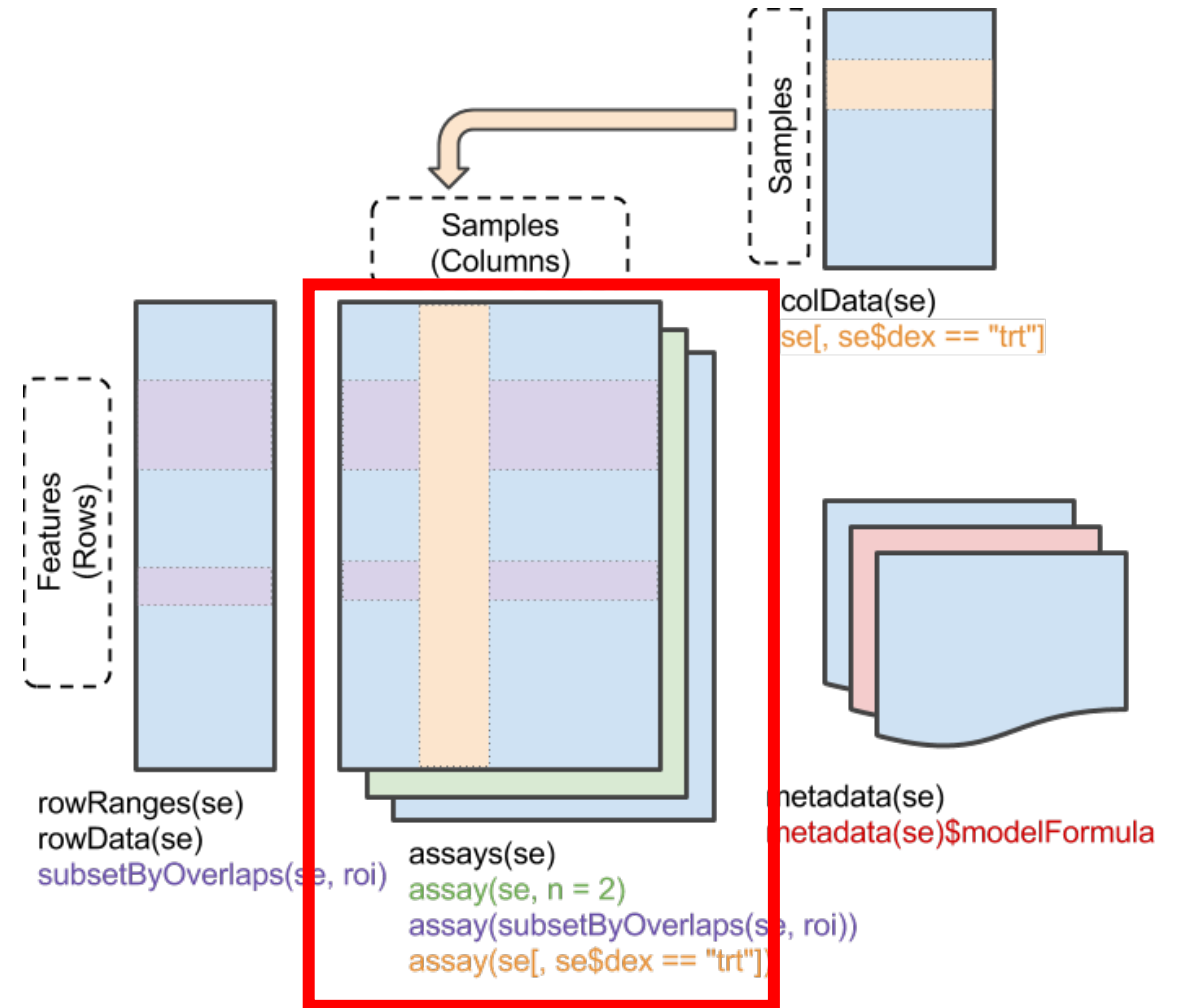 Samples
Samples
(Columns)
colData(se)
se[, se$dex == "trt"]
Features
(Rows)
rowRanges(se)
rowData(se)
subsetByOverlaps(se, roi)
assays(se)
assay(se, n = 2)
assay(subsetByOverlaps(se, roi))
assay(se[, se$dex == "trt"])
metadata(se)
metadata(se)$modelFormula